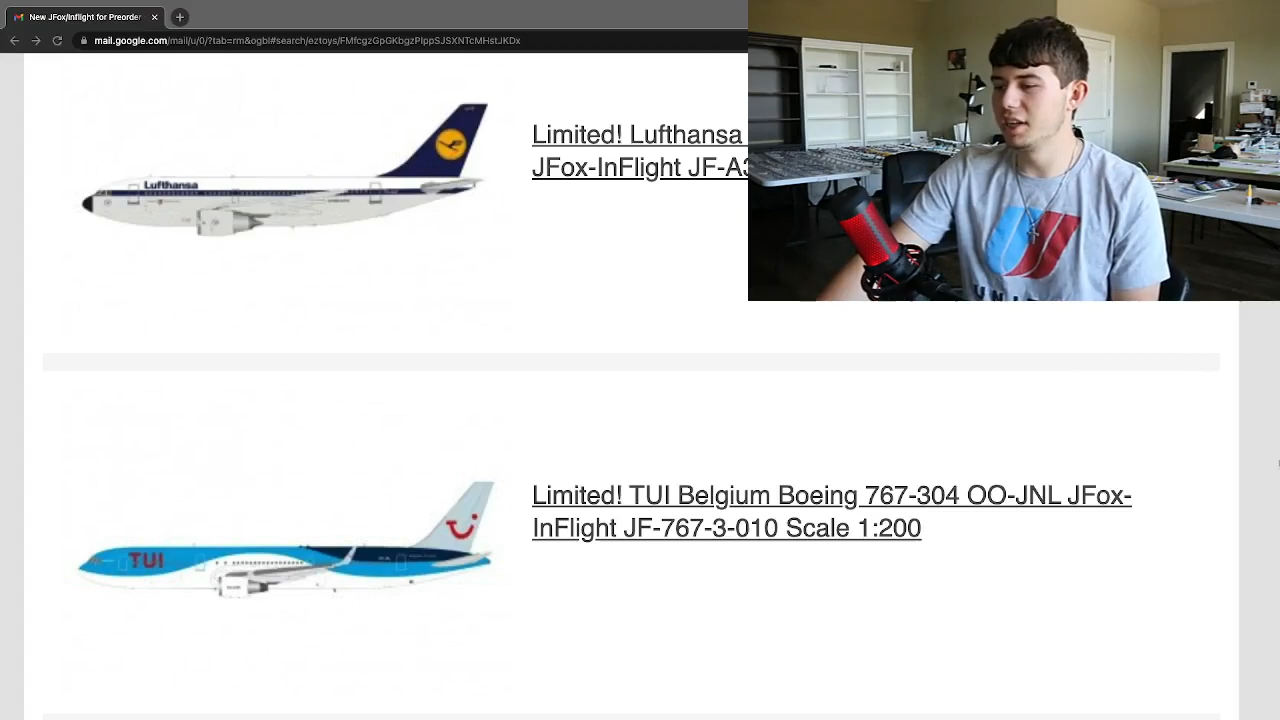 New JFox/Inflight for Preorder
mail.google.com/mail/u/0/?tab=rm&ogbl#search/eztoys/FMfcgzGpGKbgzPlppSJSXNTcMHstJKDx
Limited! Lufthansa
JFox-InFlight JF-A3
Lufthansa
UNIT
Limited! TUI Belgium Boeing 767-304 OO-JNL JFox-
InFlight JF-767-3-010 Scale 1:200
TUI